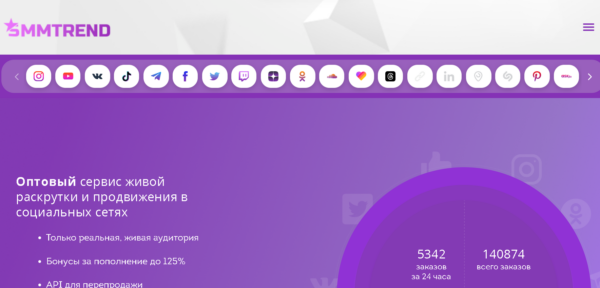 SMMTREND
Оптовый сервис живой
раскрутки и продвижения в
социальных сетях
• Только реальная, живая аудитория
• Бонусы за пополнение до 125%
• API для перепродажи
5342
заказов
за 24 часа
140874
всего заказов